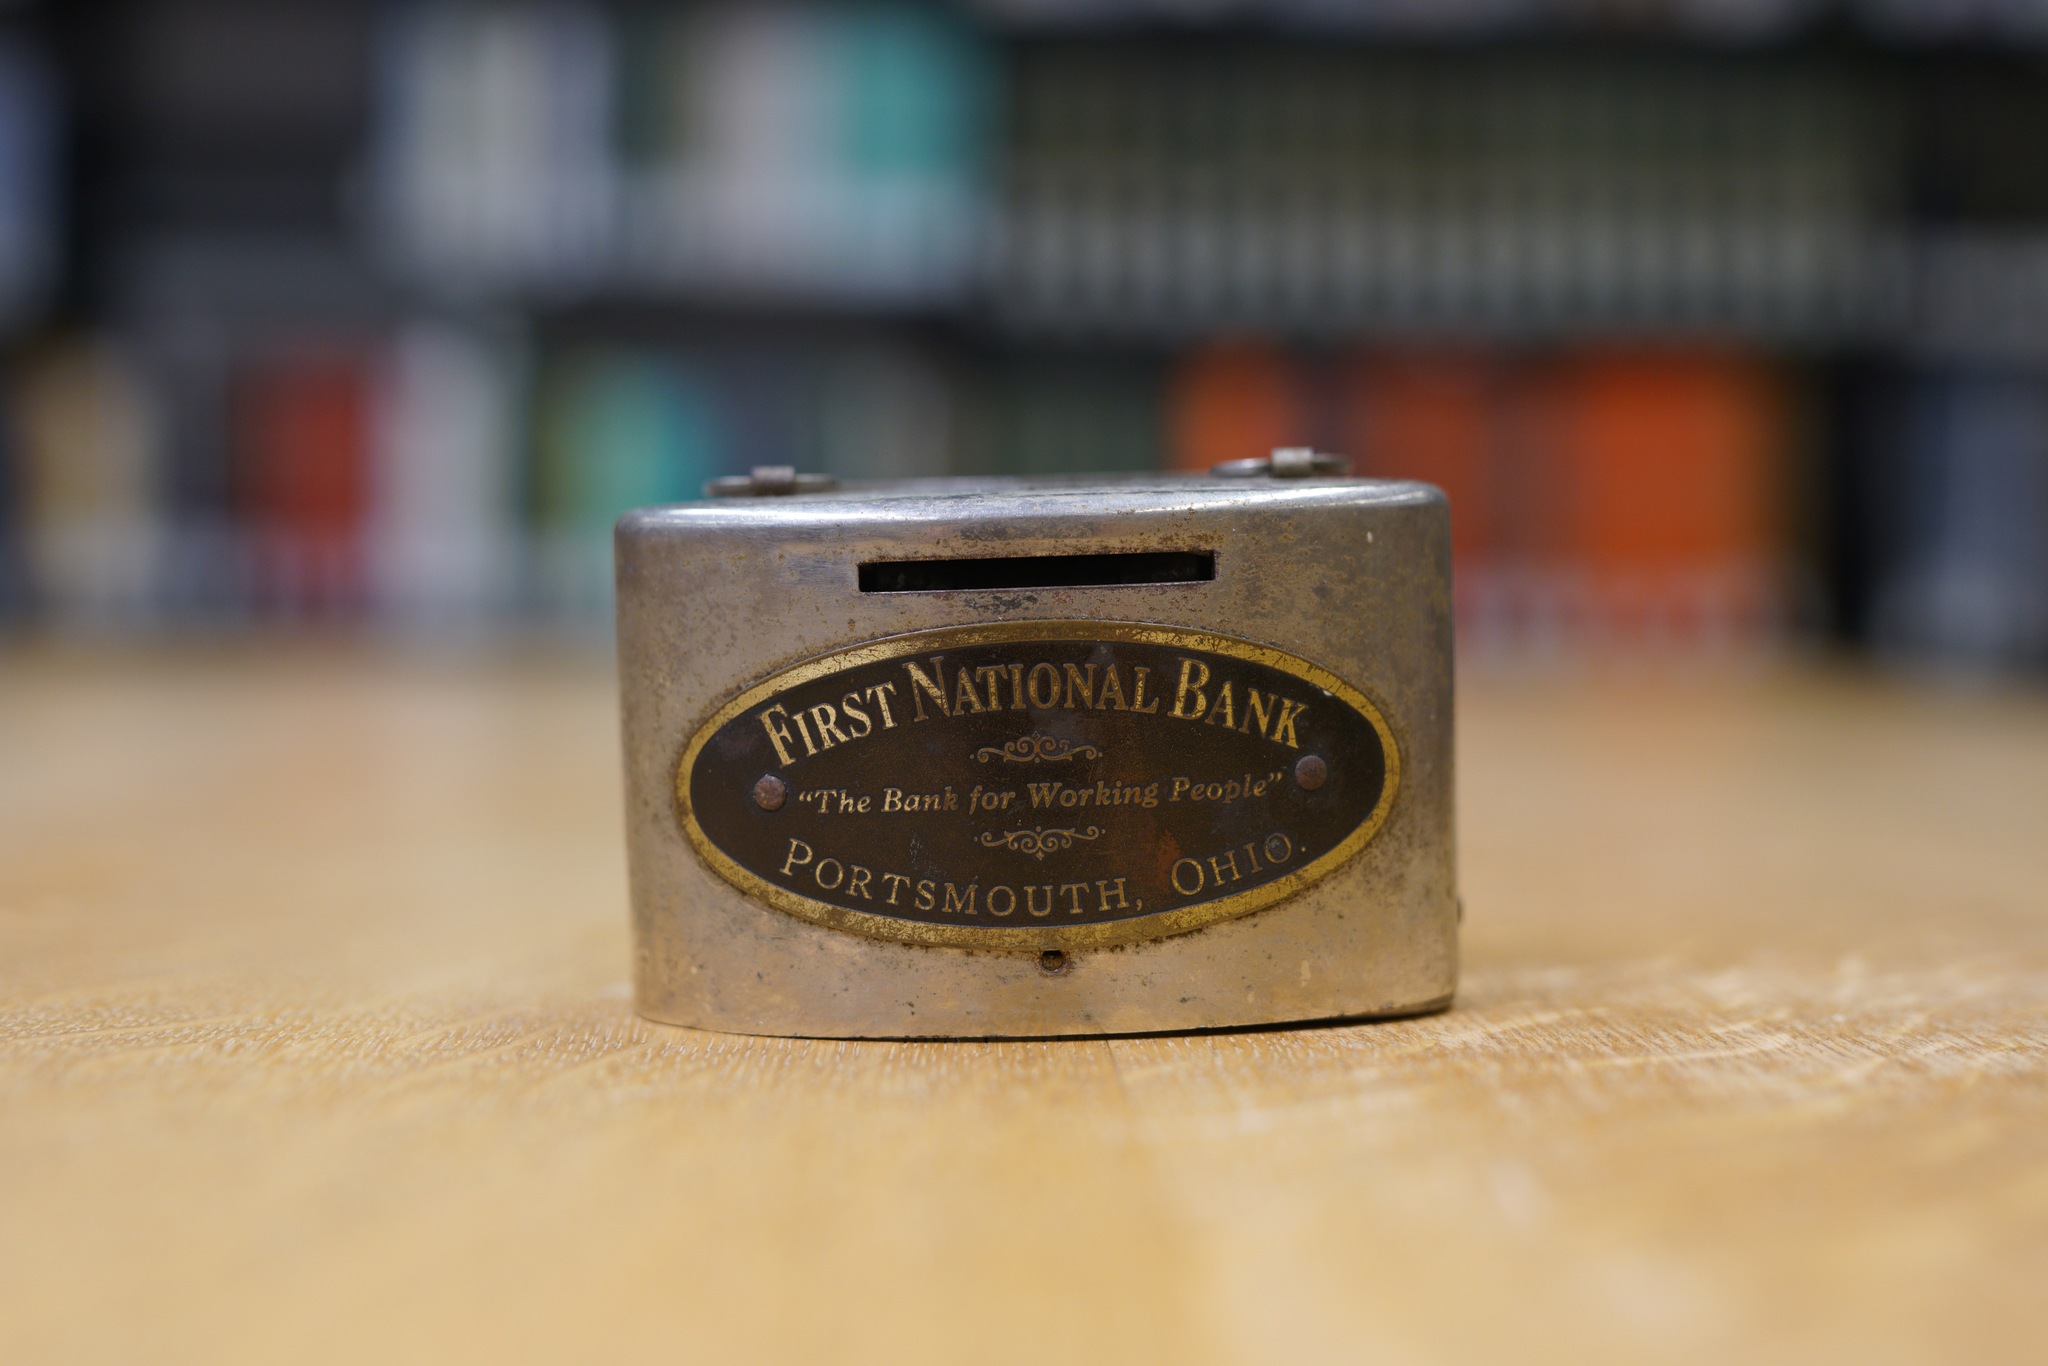 First National Bank
“The Bank for Working People”
Portsmouth, Ohio.